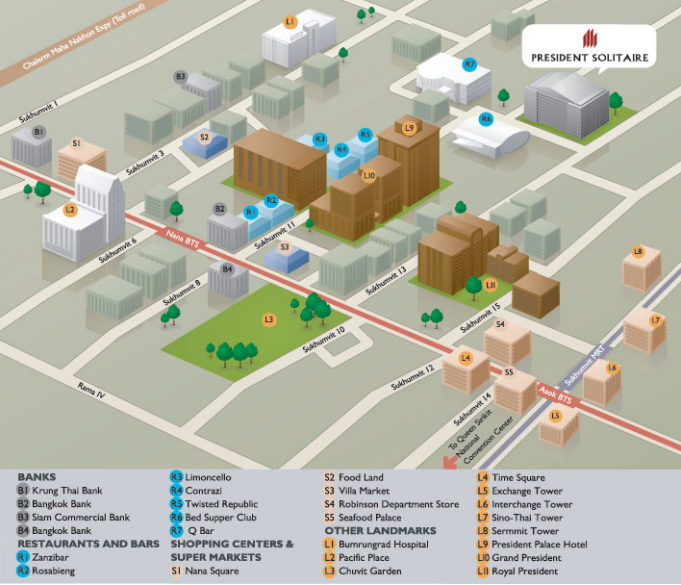 Chalerm Maha Nakhon Expy (Toll road)
L1
PRESIDENT SOLITAIRE
R7
B3
Sukhumvit 1
B1
S1
S2
R3
R5
R4
L9
R6
L10
Sukhumvit 3
L2
B2
R1
R2
Sukhumvit 11
Nana BTS
S3
Sukhumvit 6
Sukhumvit 8
B4
Sukhumvit 13
L11
L8
L3
Sukhumvit 10
Sukhumvit 15
S4
L7
Sukhumvit MRT
Rama IV
Sukhumvit 12
L4
S5
L6
Asok BTS
Sukhumvit 14
L5
To Queen Sirikit
National
Convention Center
BANKS
B1 Krung Thai Bank
B2 Bangkok Bank
B3 Siam Commercial Bank
B4 Bangkok Bank
RESTAURANTS AND BARS
R1 Zanzibar
R2 Rosabieng
R3 Limoncello
R4 Contrazi
R5 Twisted Republic
R6 Bed Supper Club
R7 Q Bar
SHOPPING CENTERS &
SUPER MARKETS
S1 Nana Square
S2 Food Land
S3 Villa Market
S4 Robinson Department Store
S5 Seafood Palace
OTHER LANDMARKS
L1 Bumrungrad Hospital
L2 Pacific Place
L3 Chuvit Garden
L4 Time Square
L5 Exchange Tower
L6 Interchange Tower
L7 Sino-Thai Tower
L8 Sermmit Tower
L9 President Palace Hotel
L10 Grand President
L11 Royal President